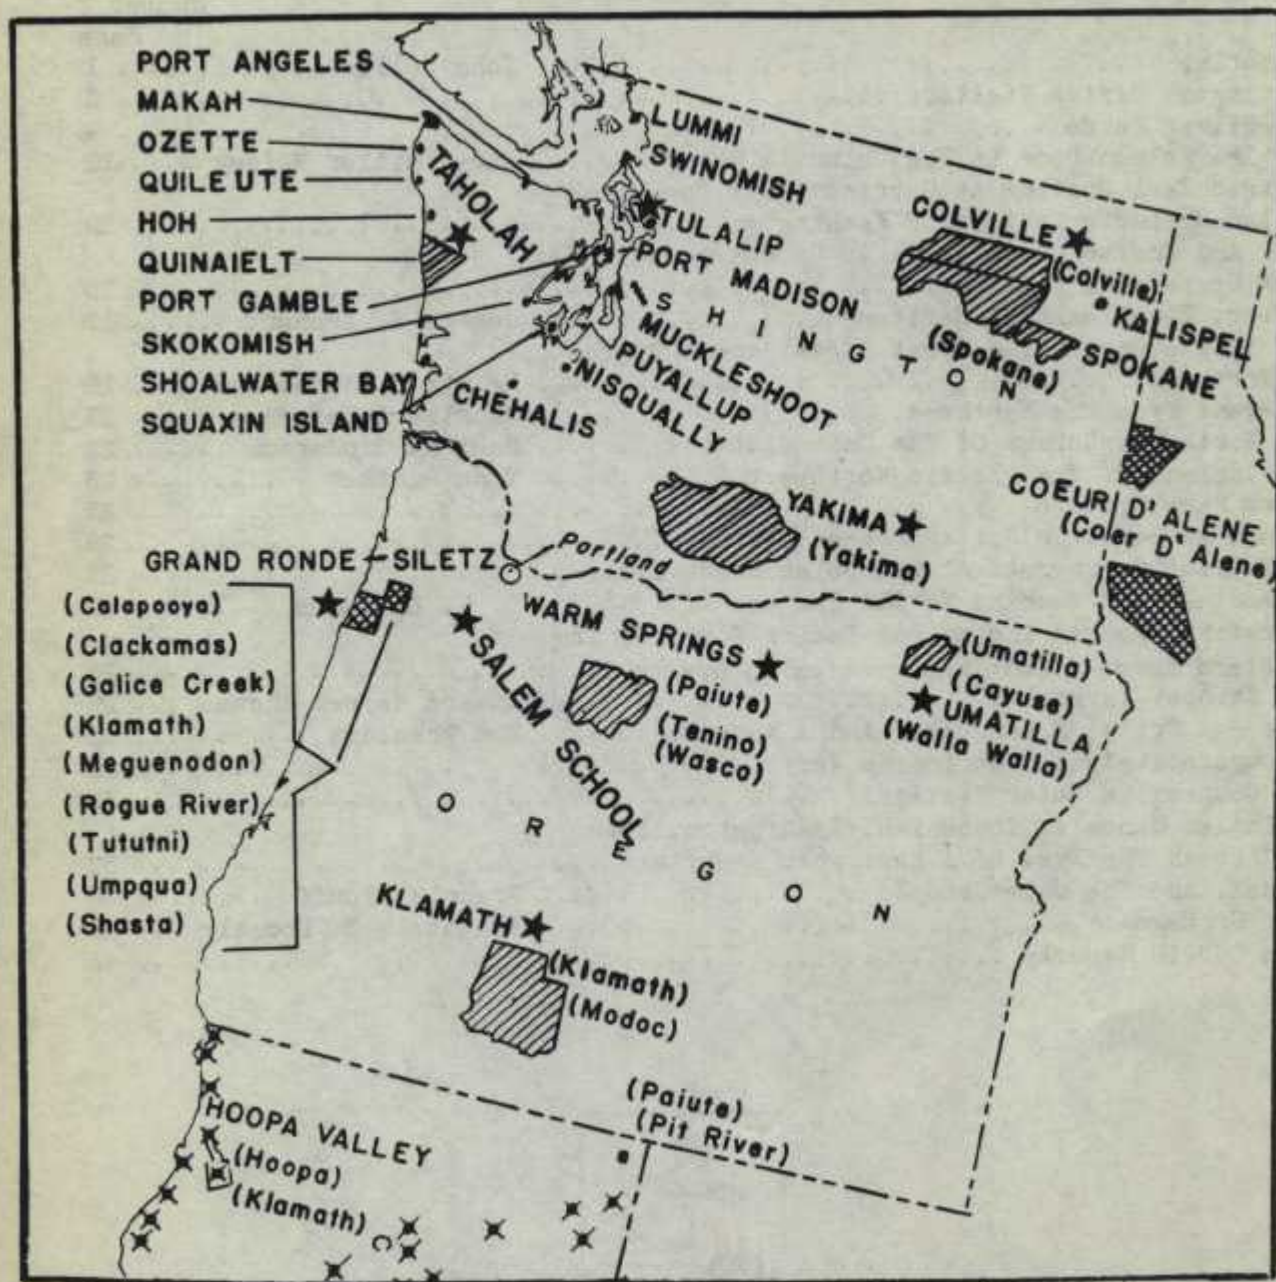 PORT ANGELES
MAKAH
OZETTE
QUILEUTE
HOH
QUINAIELT
PORT GAMBLE
SKOKOMISH
SHOALWATER BAY
SQUAXIN ISLAND
TAHOLAH
LUMMI
SWINOMISH
TULALIP
PORT MADISON
SHINGTON
MUCKLESHOOT
PUYALLUP
NISQUALLY
CHEHALIS
COLVILLE
(Colville)
KALISPEL
SPOKANE
(Spokane)
COEUR D'ALENE
(Coler D'Alene)
YAKIMA
(Yakima)
Portland
GRAND RONDE-SILETZ
(Calapooya)
(Clackamas)
(Galice Creek)
(Klamath)
(Meguenodon)
(Rogue River)
(Tututni)
(Umpqua)
(Shasta)
SALEM SCHOOL
WARM SPRINGS
(Paiute)
(Tenino)
(Wasco)
(Umatilla)
(Cayuse)
UMATILLA
(Walla Walla)
OREGON
KLAMATH
(Klamath)
(Modoc)
(Paiute)
(Pit River)
HOOPA VALLEY
(Hoopa)
(Klamath)
C